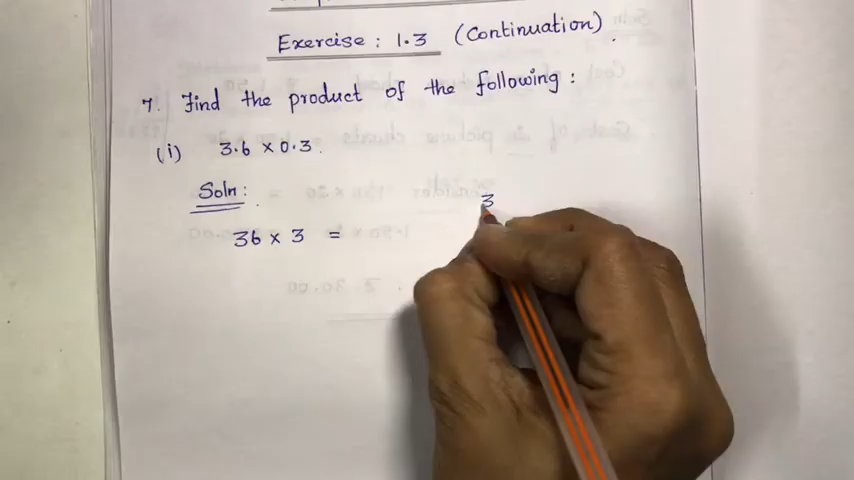 Exercise : 1.3 (Continuation).
7. Find the product of the following :
(i) 3.6 × 0.3.
Soln :
3
36 × 3 =